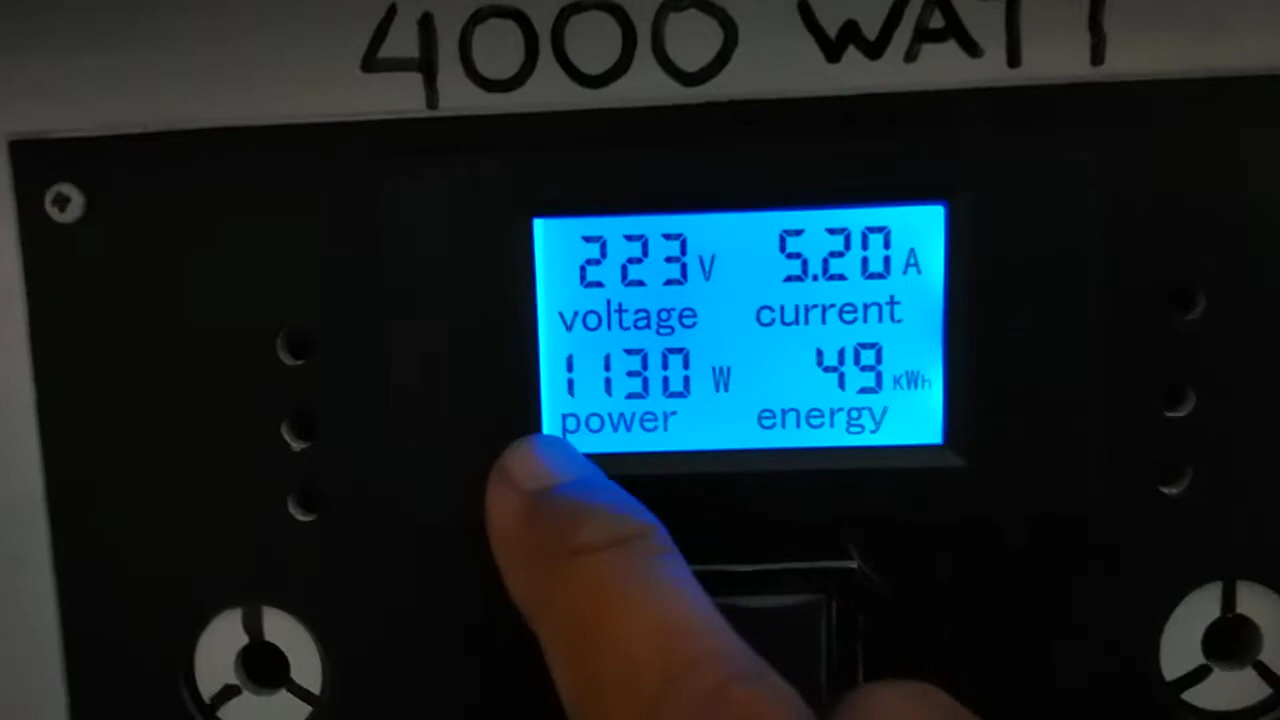 4000 WATT
223 V 5.20 A
voltage current
1130 W 49 KWh
power energy